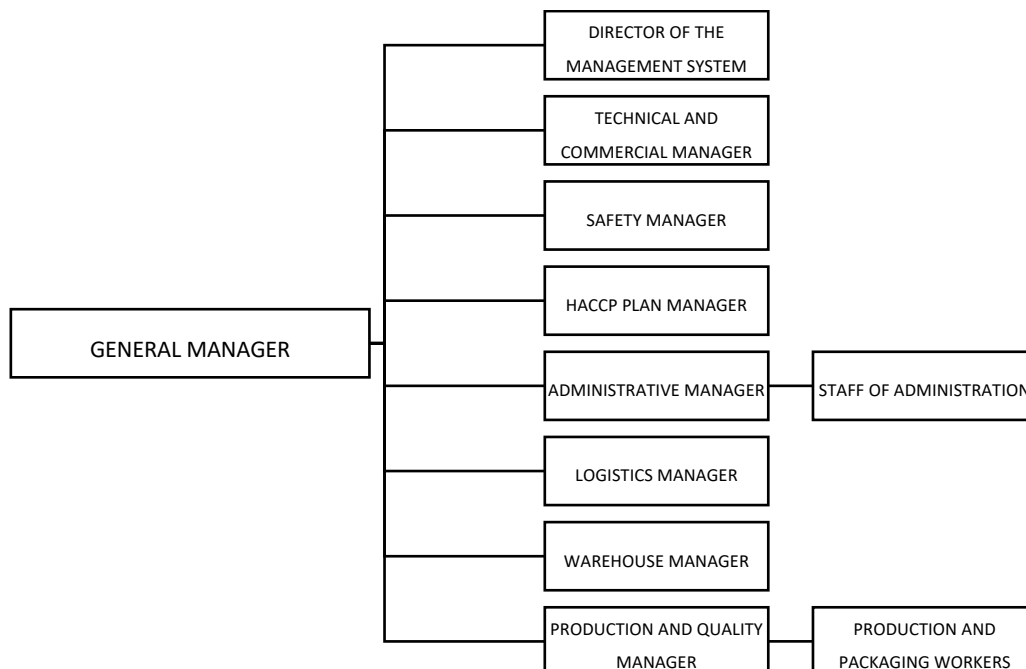 DIRECTOR OF THE
MANAGEMENT SYSTEM
TECHNICAL AND
COMMERCIAL MANAGER
SAFETY MANAGER
HACCP PLAN MANAGER
GENERAL MANAGER
ADMINISTRATIVE MANAGER
STAFF OF ADMINISTRATION
LOGISTICS MANAGER
WAREHOUSE MANAGER
PRODUCTION AND QUALITY
MANAGER
PRODUCTION AND
PACKAGING WORKERS